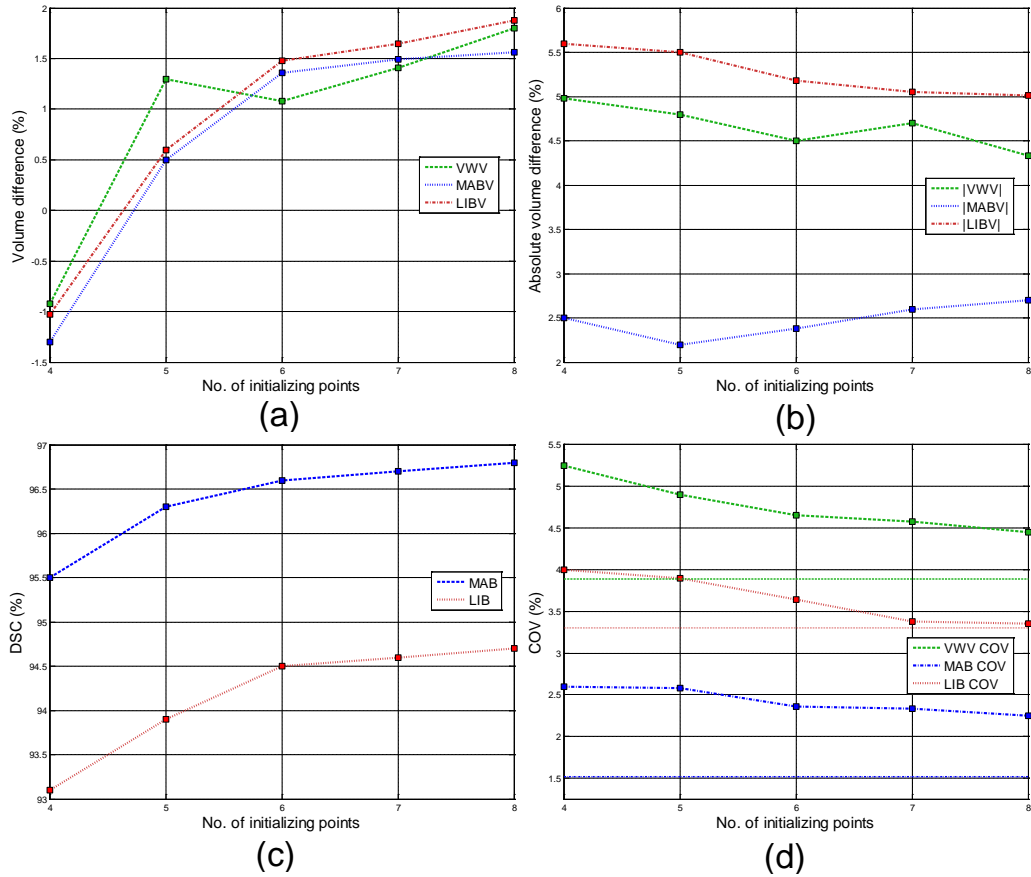 2
1.5
1
0.5
0
-0.5
-1
-1.5
Volume difference (%)
VWV
MABV
LIBV
4 5 6 7 8
No. of initializing points
(a)
6
5.5
5
4.5
4
3.5
3
2.5
2
Absolute volume difference (%)
|VWV|
|MABV|
|LIBV|
4 5 6 7 8
No. of initializing points
(b)
97
96.5
96
95.5
95
94.5
94
93.5
93
DSC (%)
MAB
LIB
4 5 6 7 8
No. of initializing points
(c)
5.5
5
4.5
4
3.5
3
2.5
2
1.5
COV (%)
VWV COV
MAB COV
LIB COV
4 5 6 7 8
No. of initializing points
(d)